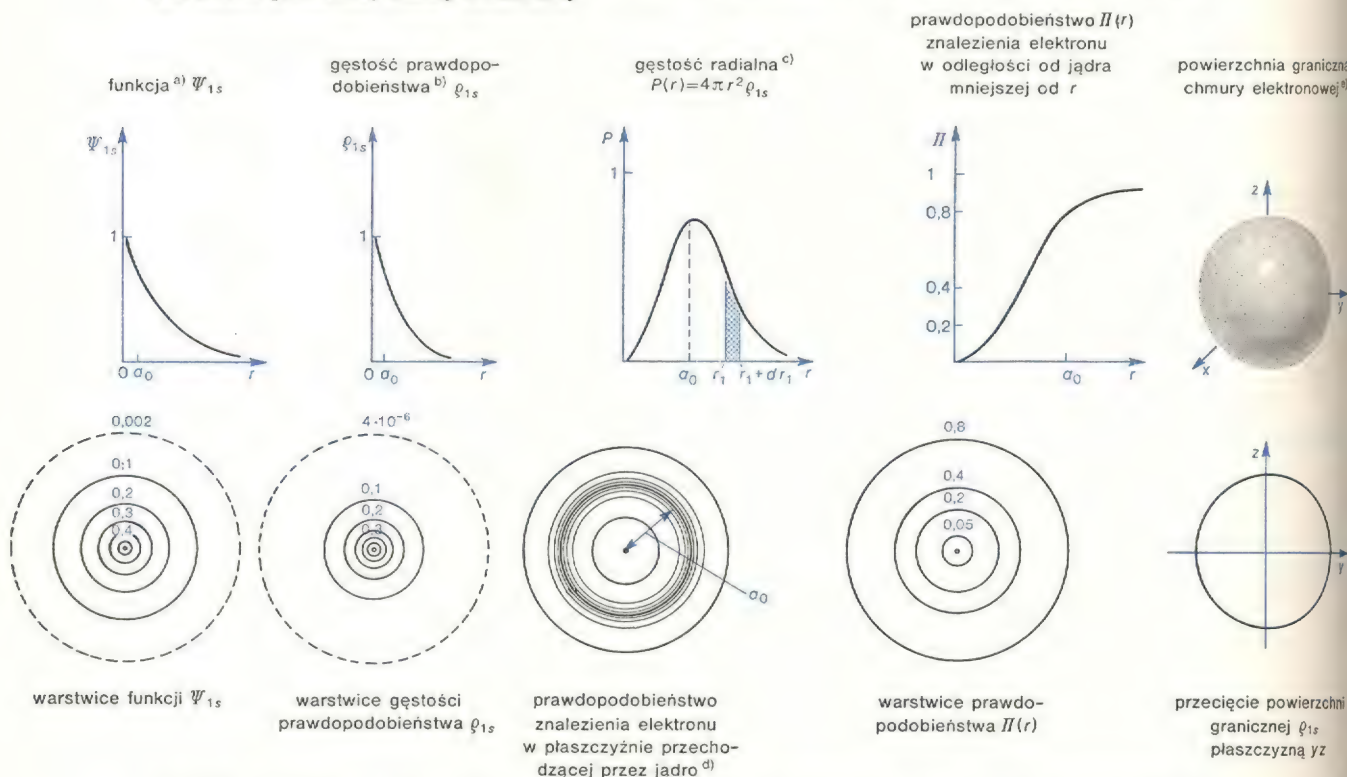 funkcja a) Ψ1s
gęstość prawdopo-
dobieństwa b) ϱ1s
gęstość radialna c)
P(r)=4πr²ϱ1s
prawdopodobieństwo Π(r)
znalezienia elektronu
w odległości od jądra
mniejszej od r
powierzchnia graniczna
chmury elektronowej e)
Ψ1s
1
0 a0 r
ϱ1s
1
0 a0 r
P
1
a0 r1 r1+dr1 r
Π
1
0,8
0,4
0,2
a0 r
z
y
x
0,002
0,1
0,2
0,3
0,4
4·10⁻⁶
0,1
0,2
0,3
a0
0,8
0,4
0,2
0,05
z
y
warstwice funkcji Ψ1s
warstwice gęstości
prawdopodobieństwa ϱ1s
prawdopodobieństwo
znalezienia elektronu
w płaszczyźnie przecho-
dzącej przez jadro d)
warstwice prawdo-
podobieństwa Π(r)
przecięcie powierzchni
granicznej ϱ1s
płaszczyzną yz